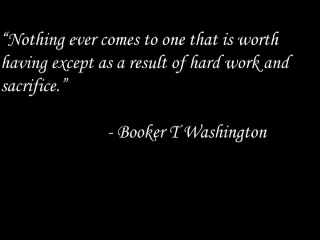 “Nothing ever comes to one that is worth
having except as a result of hard work and
sacrifice.”
- Booker T Washington